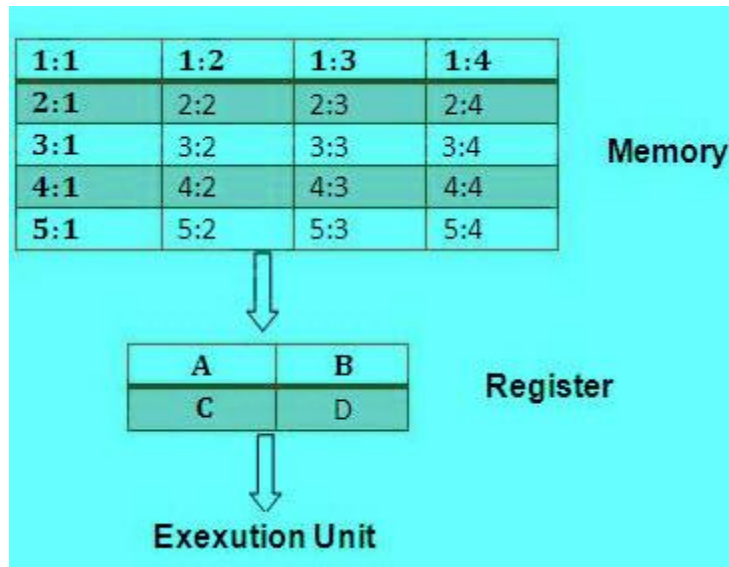 1:1 1:2 1:3 1:4
2:1 2:2 2:3 2:4
3:1 3:2 3:3 3:4
Memory
4:1 4:2 4:3 4:4
5:1 5:2 5:3 5:4
A B
Register
C D
Exexution Unit